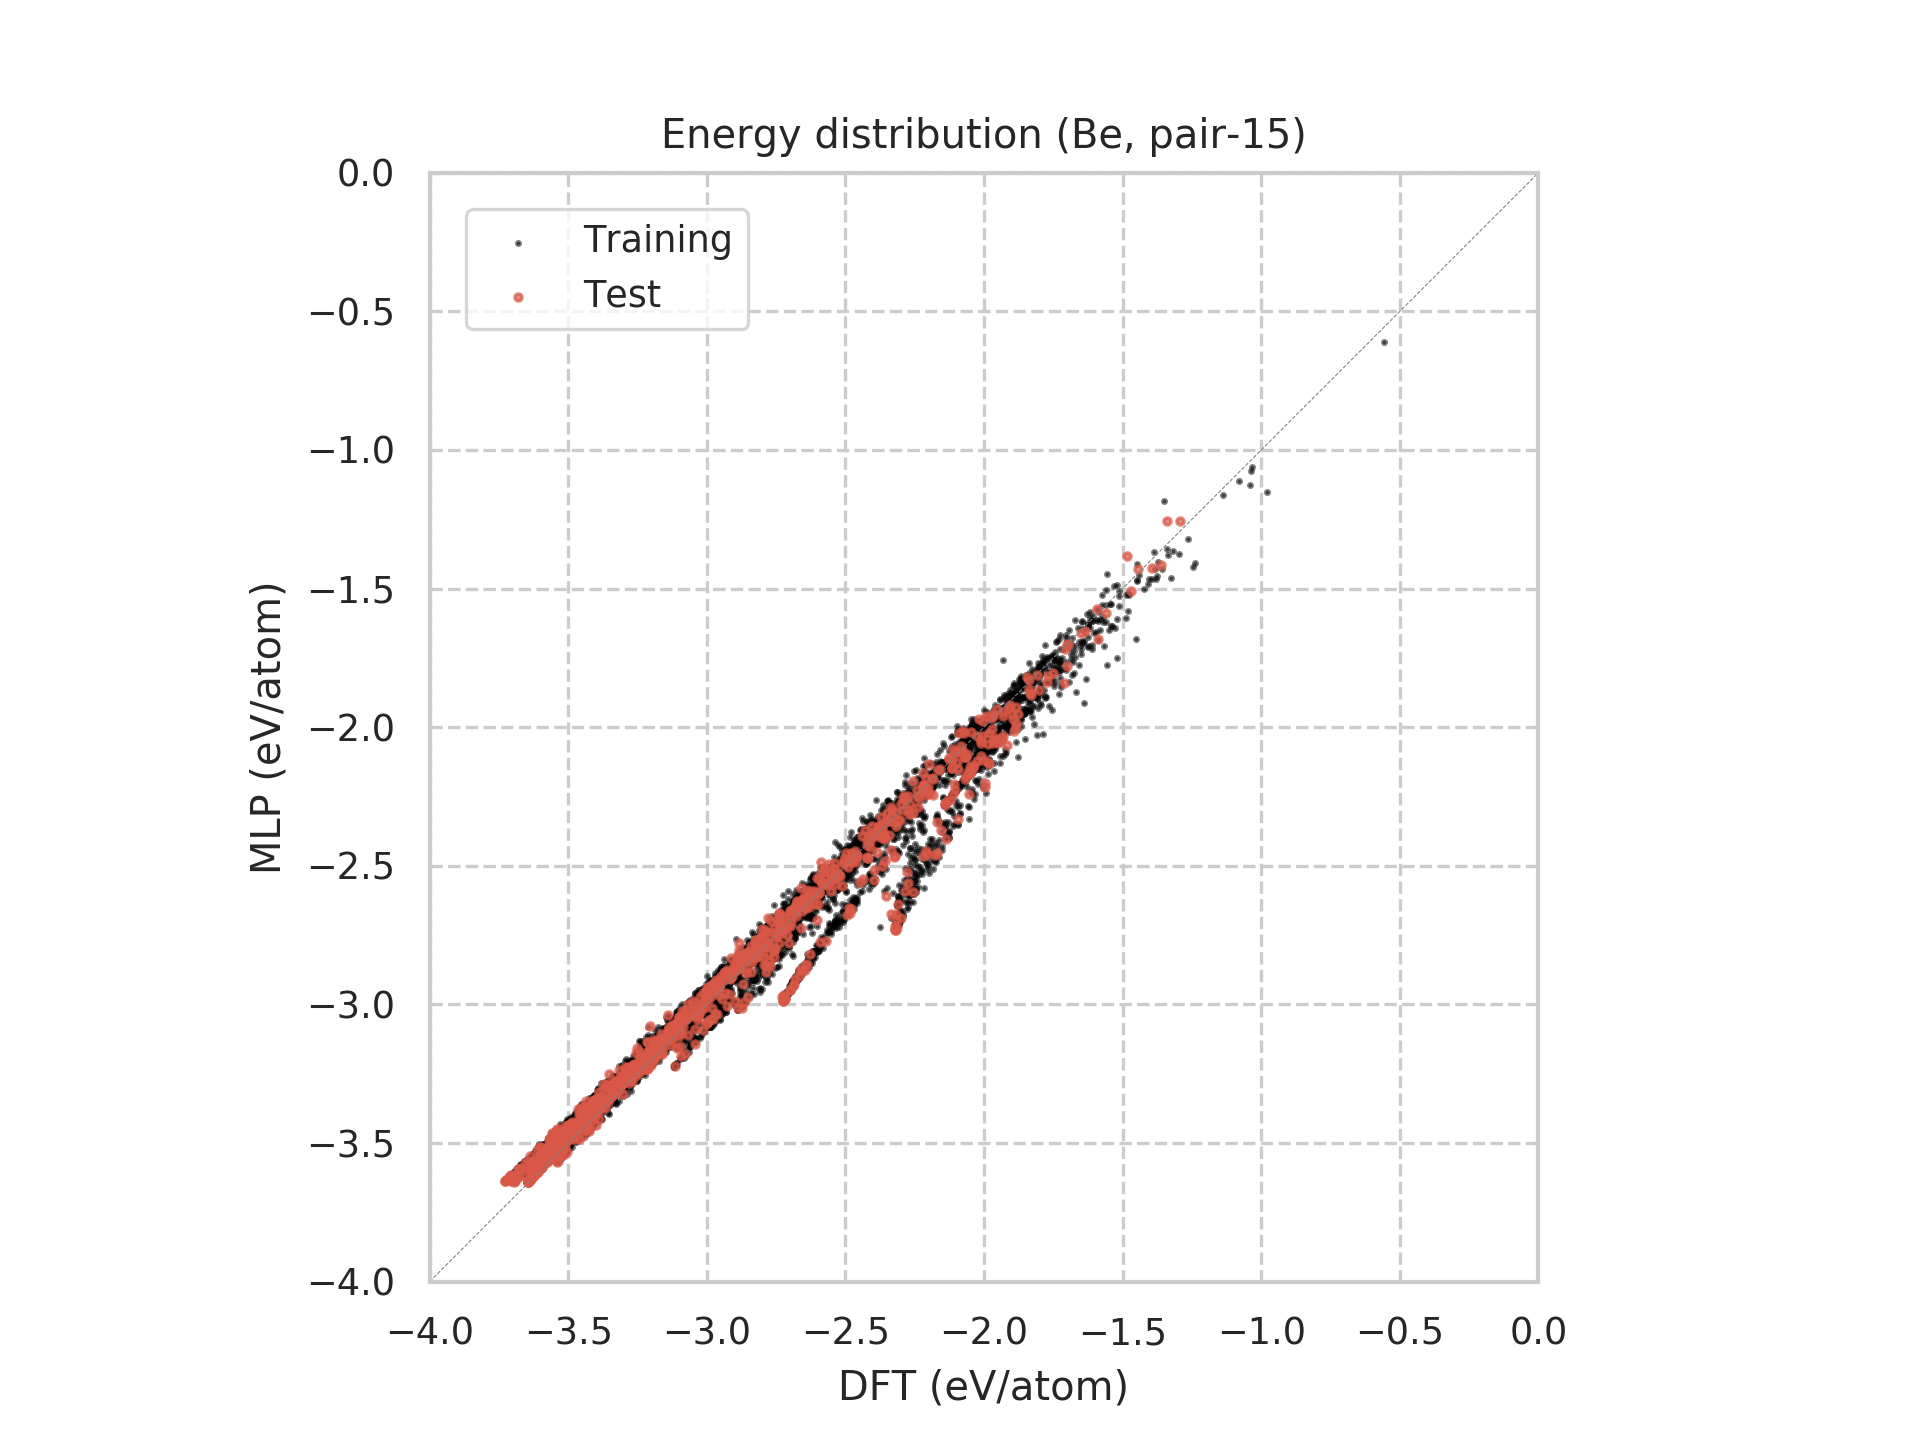 Energy distribution (Be, pair-15)
Training
Test
0.0
−0.5
−1.0
−1.5
−2.0
−2.5
−3.0
−3.5
−4.0
MLP (eV/atom)
−4.0 −3.5 −3.0 −2.5 −2.0 −1.5 −1.0 −0.5 0.0
DFT (eV/atom)